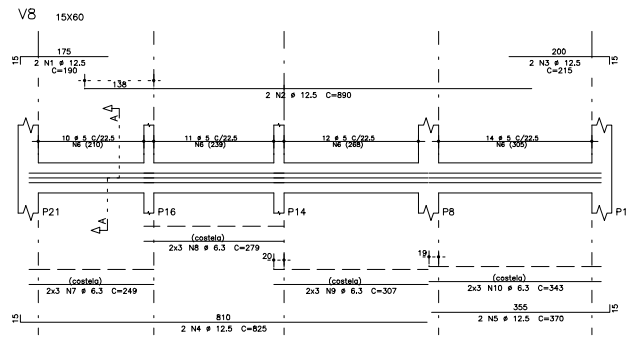 V8 15X60
175
15
2 N1 ø 12.5
C=190
200
15
2 N3 ø 12.5
C=215
138
2 N2 ø 12.5 C=890
A
10 ø 5 C/22.5
N6 (210)
11 ø 5 C/22.5
N6 (239)
12 ø 5 C/22.5
N6 (268)
14 ø 5 C/22.5
N6 (305)
P21
P16
P14
P8
P1
A
(costela)
2x3 N8 ø 6.3 C=279
20
19
(costela)
2x3 N7 ø 6.3 C=249
(costela)
2x3 N9 ø 6.3 C=307
(costela)
2x3 N10 ø 6.3 C=343
15
810
2 N4 ø 12.5 C=825
355
15
2 N5 ø 12.5 C=370